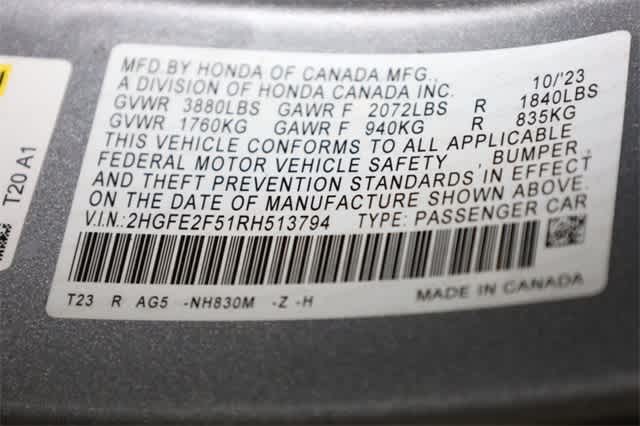 MFD.BY HONDA OF CANADA MFG., 10/'23
A DIVISION OF HONDA CANADA INC.
GVWR 3880LBS GAWR F 2072LBS R 1840LBS
GVWR 1760KG GAWR F 940KG R 835KG
THIS VEHICLE CONFORMS TO ALL APPLICABLE
FEDERAL MOTOR VEHICLE SAFETY , BUMPER,
AND THEFT PREVENTION STANDARDS IN EFFECT
ON THE DATE OF MANUFACTURE SHOWN ABOVE.
V.I.N.:2HGFE2F51RH513794 TYPE: PASSENGER CAR
T23 R AG5 -NH830M -Z -H MADE IN CANADA
T20 A1